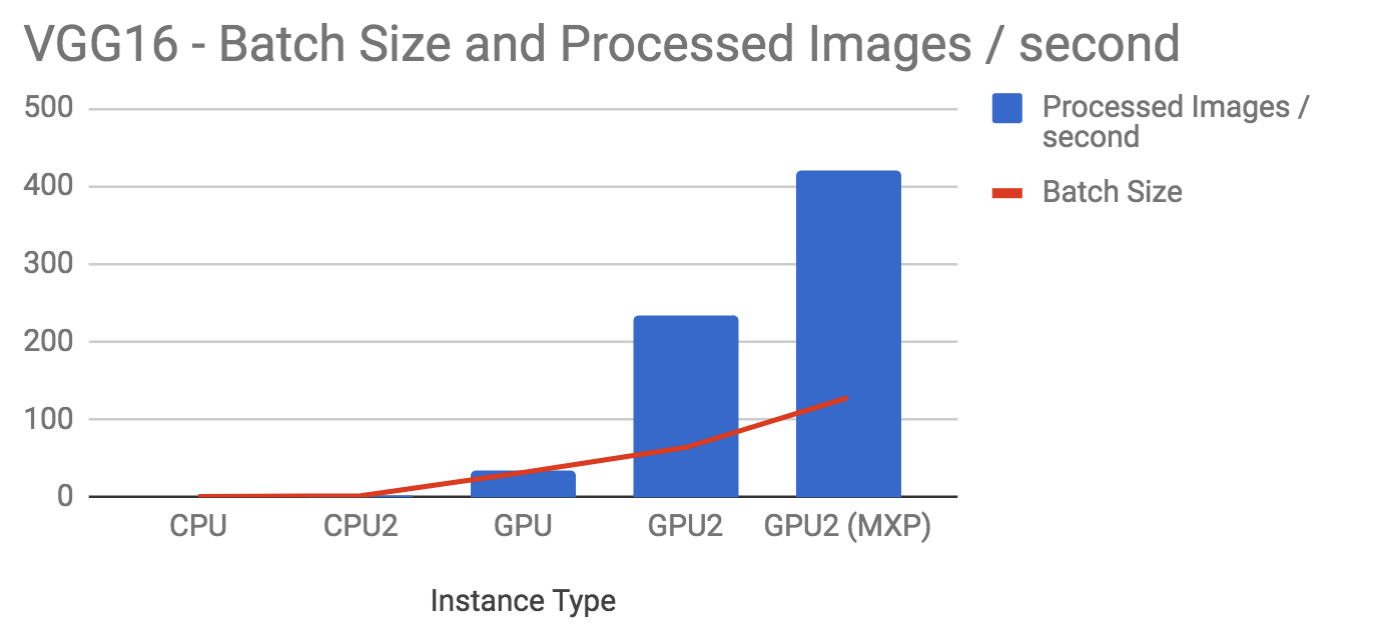 VGG16 - Batch Size and Processed Images / second
500
400
300
200
100
0
Processed Images /
second
Batch Size
CPU CPU2 GPU GPU2 GPU2 (MXP)
Instance Type